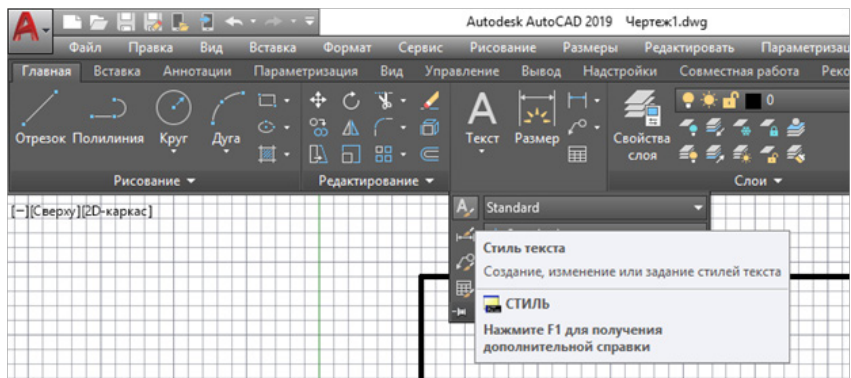 Autodesk AutoCAD 2019 Чертеж1.dwg
Файл Правка Вид Вставка Формат Сервис Рисование Размеры Редактировать
Главная Вставка Аннотации Параметризация Вид Управление Вывод Надстройки Совместная работа
Отрезок Полилиния Круг Дуга Текст Размер Свойства слоя 0
Рисование Редактирование Слои
[−][Сверху][2D-каркас]
Standard
Стиль текста
Создание, изменение или задание стилей текста
СТИЛЬ
Нажмите F1 для получения
дополнительной справки